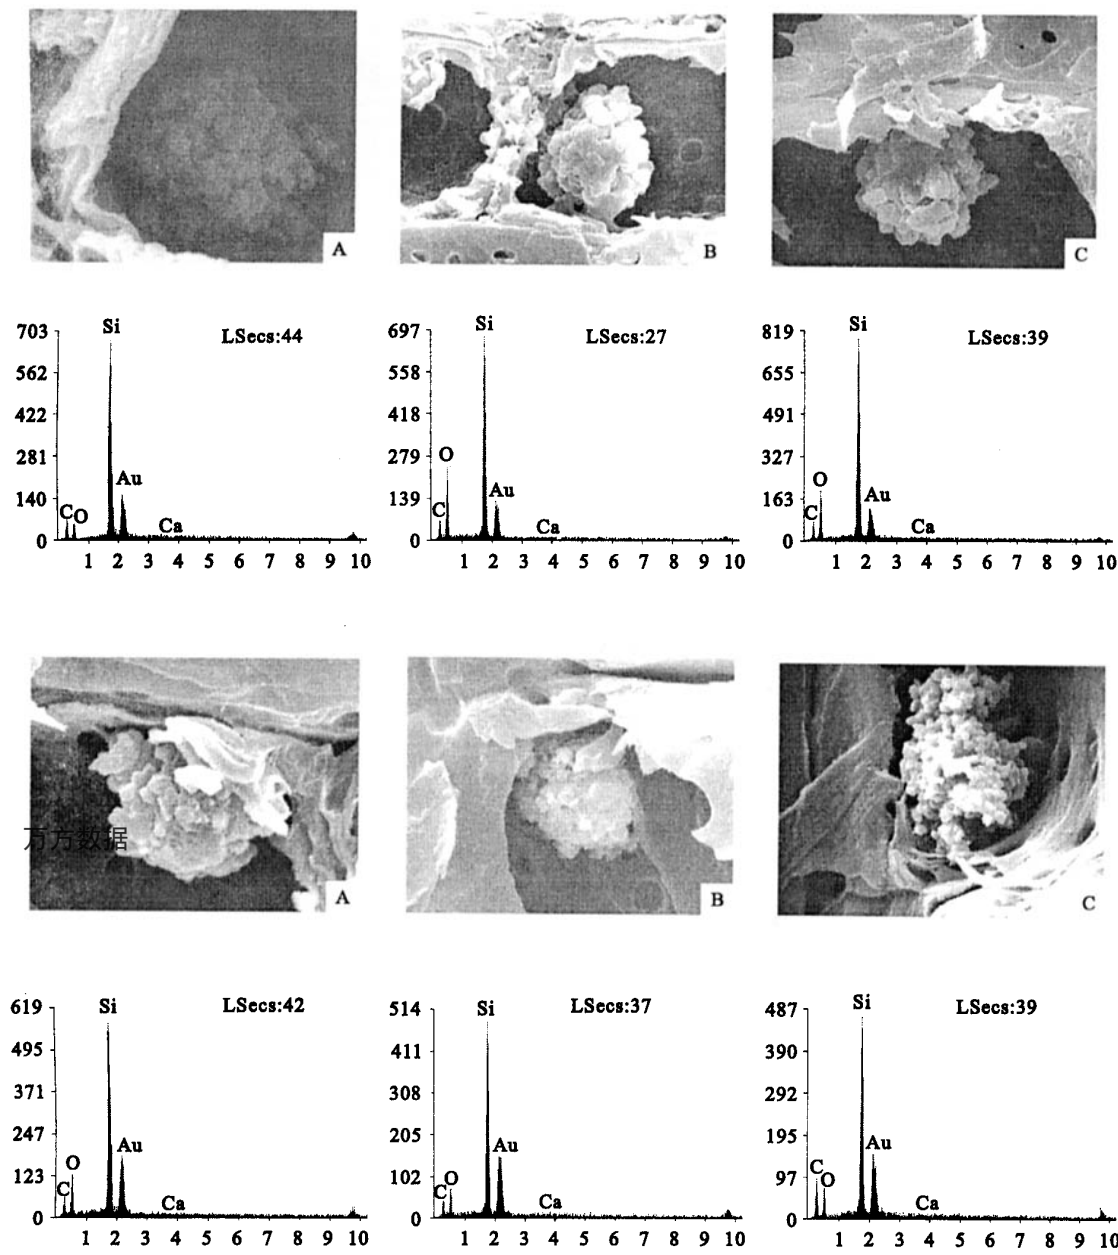 A
B
C
Si LSecs:44
703
562
422
281
140
0
C O Au Ca
1 2 3 4 5 6 7 8 9 10
Si LSecs:27
697
558
418
279
139
0
C O Au Ca
1 2 3 4 5 6 7 8 9 10
Si LSecs:39
819
655
491
327
163
0
C O Au Ca
1 2 3 4 5 6 7 8 9 10
A
B
C
万方数据
Si LSecs:42
619
495
371
247
123
0
C O Au Ca
1 2 3 4 5 6 7 8 9 10
Si LSecs:37
514
411
308
205
102
0
C O Au Ca
1 2 3 4 5 6 7 8 9 10
Si LSecs:39
487
390
292
195
97
0
C O Au Ca
1 2 3 4 5 6 7 8 9 10